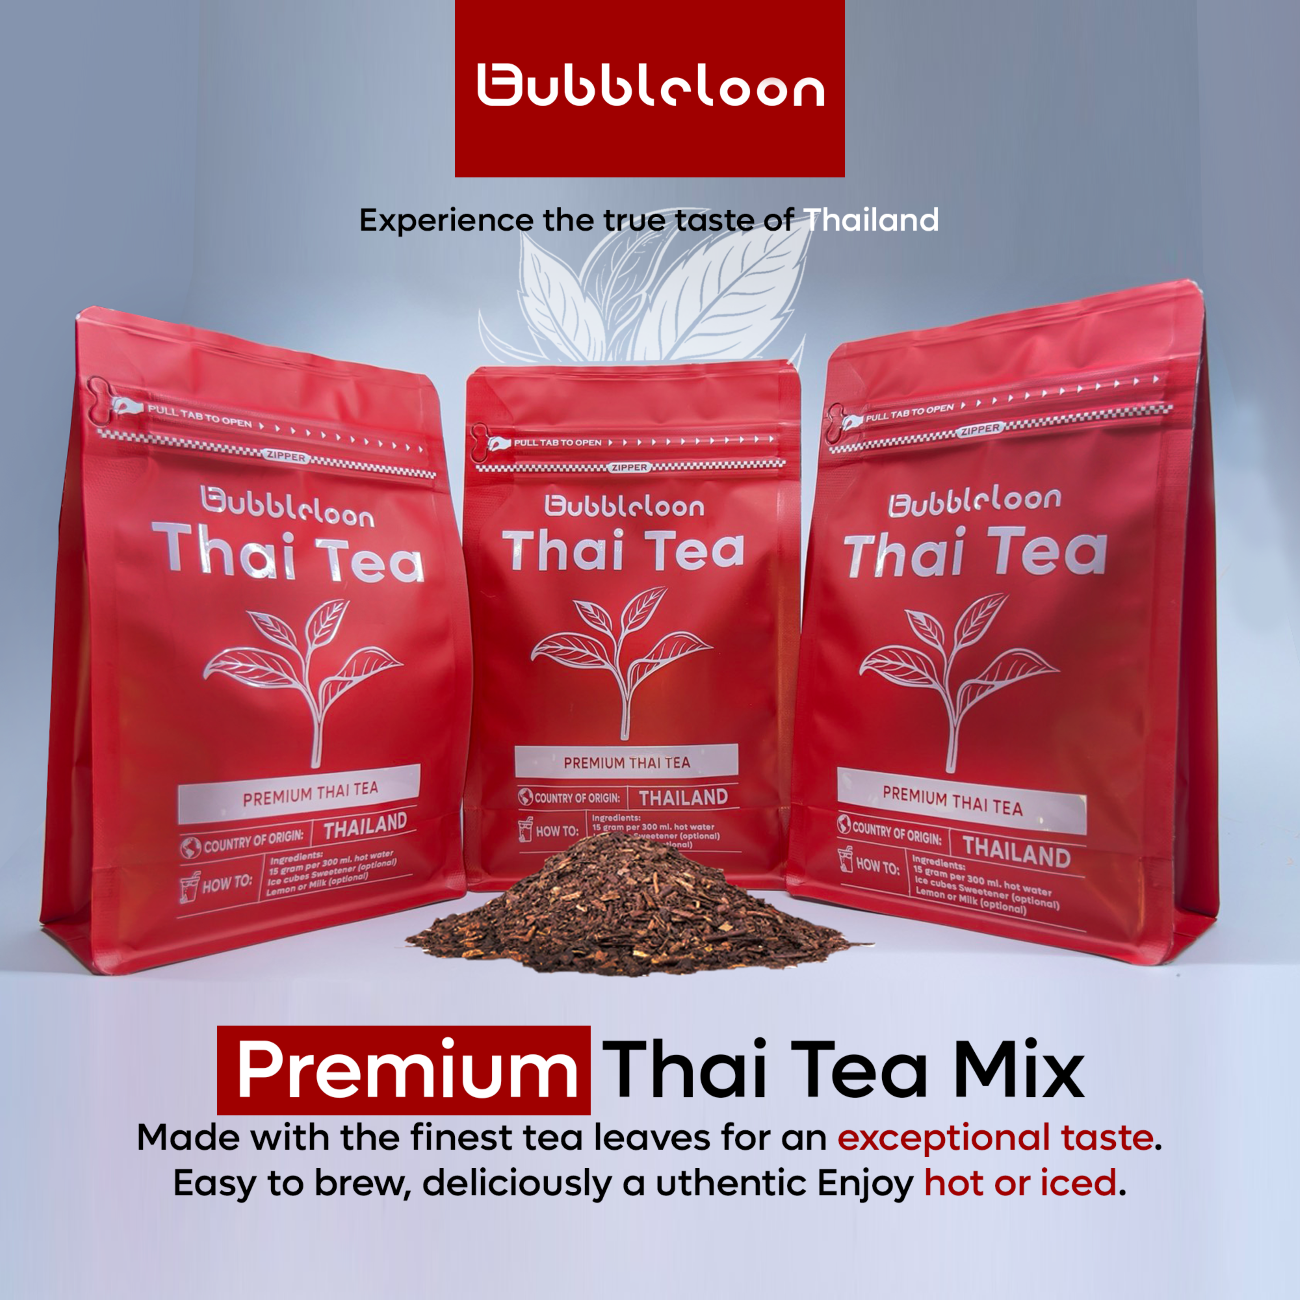 Bubbleloon
Experience the true taste of Thailand
PULL TAB TO OPEN
ZIPPER
Bubbleloon
Thai Tea
PREMIUM THAI TEA
COUNTRY OF ORIGIN: THAILAND
HOW TO:
Ingredients:
15 gram per 300 ml. hot water
Ice cubes Sweetener (optional)
Lemon or Milk (optional)
PULL TAB TO OPEN
ZIPPER
Bubbleloon
Thai Tea
PREMIUM THAI TEA
COUNTRY OF ORIGIN: THAILAND
HOW TO:
Ingredients:
15 gram per 300 ml. hot water
Sweetener (optional)
PULL TAB TO OPEN
ZIPPER
Bubbleloon
Thai Tea
PREMIUM THAI TEA
COUNTRY OF ORIGIN: THAILAND
HOW TO:
Ingredients:
15 gram per 300 ml. hot water
Ice cubes Sweetener (optional)
Lemon or Milk (optional)
Premium Thai Tea Mix
Made with the finest tea leaves for an exceptional taste.
Easy to brew, deliciously a uthentic Enjoy hot or iced.